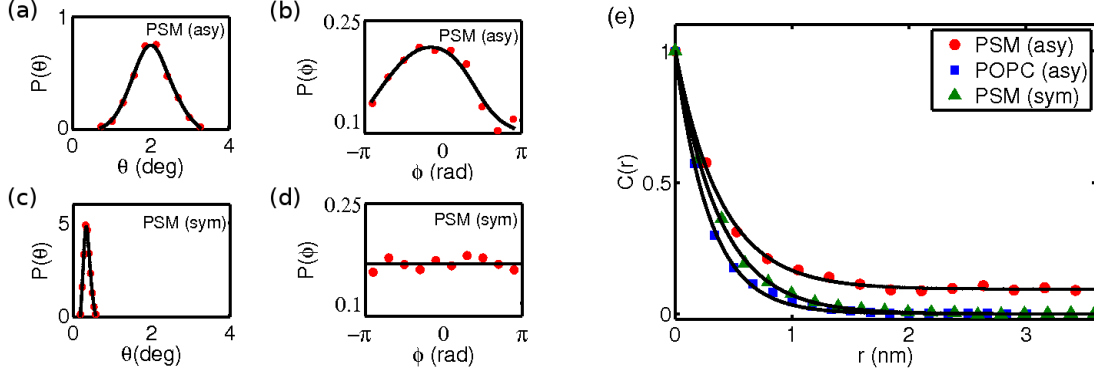 (a)
PSM (asy)
P(θ)
1
0
0
2
4
θ (deg)
(b)
PSM (asy)
P(ϕ)
0.25
0.1
−π
0
π
ϕ (rad)
(c)
PSM (sym)
P(θ)
5
0
0
2
4
θ(deg)
(d)
PSM (sym)
P(ϕ)
0.25
0.1
−π
0
π
ϕ (rad)
(e)
PSM (asy)
POPC (asy)
PSM (sym)
C(r)
1
0.5
0
0
1
2
3
r (nm)